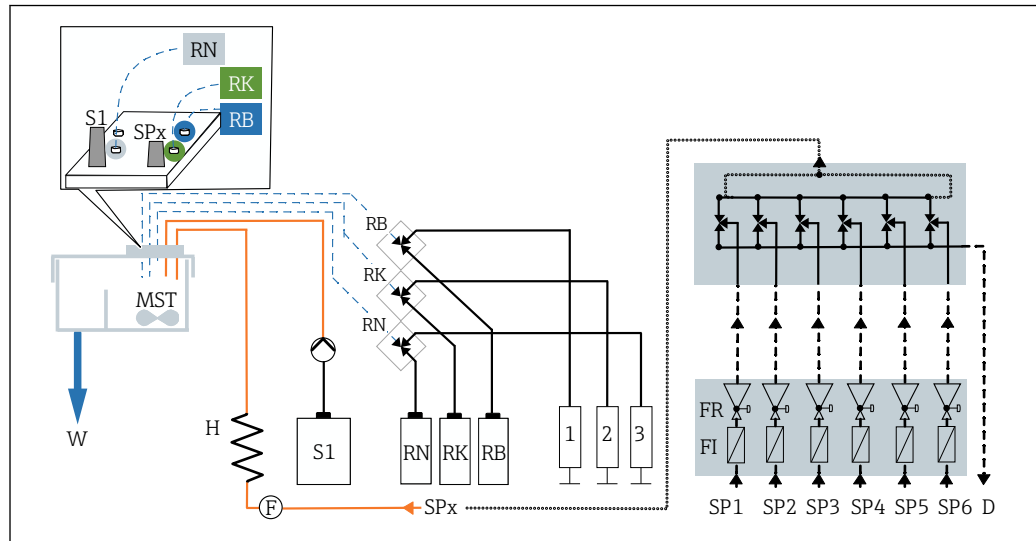 RN
RK
RB
S1
SPx
RB
RK
RN
MST
W
H
S1
RN
RK
RB
1
2
3
F
SPx
FR
FI
SP1
SP2
SP3
SP4
SP5
SP6
D